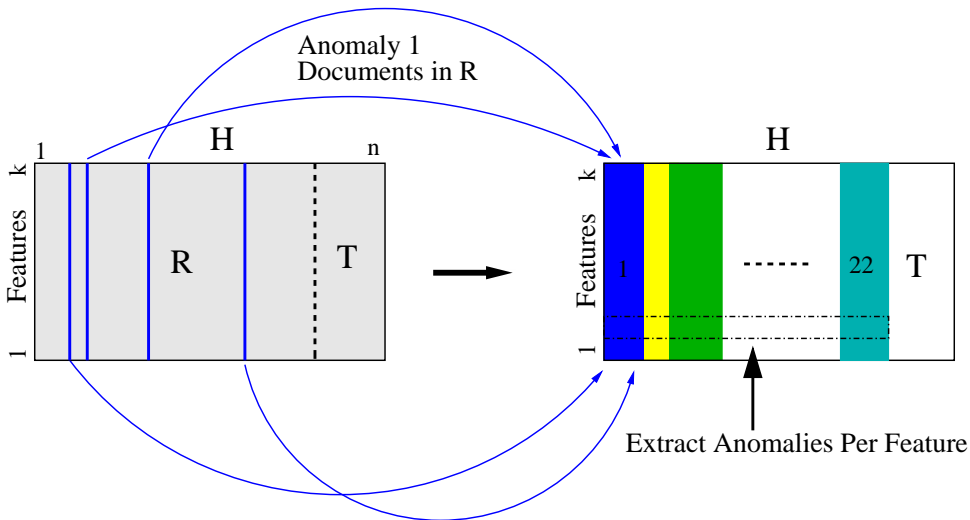 Anomaly 1
Documents in R
H
1
n
k
Features
1
R
T
H
k
Features
1
1
22
T
Extract Anomalies Per Feature